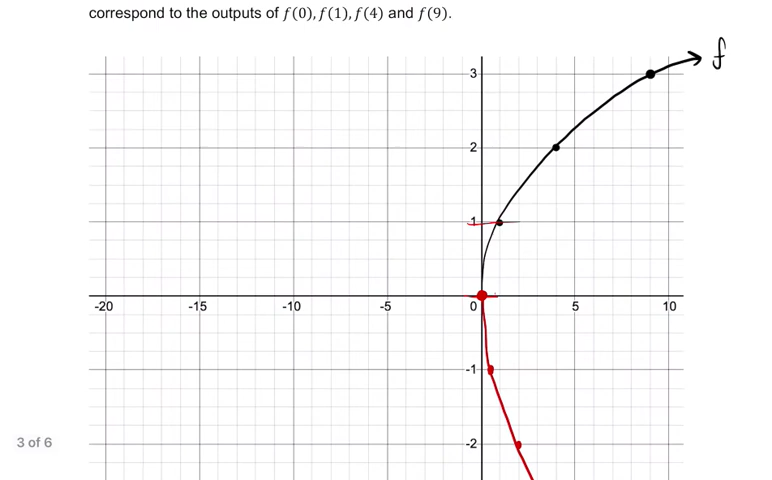 correspond to the outputs of f(0), f(1), f(4) and f(9).
f
3
2
1
-20 -15 -10 -5 0 5 10
-1
3 of 6
-2